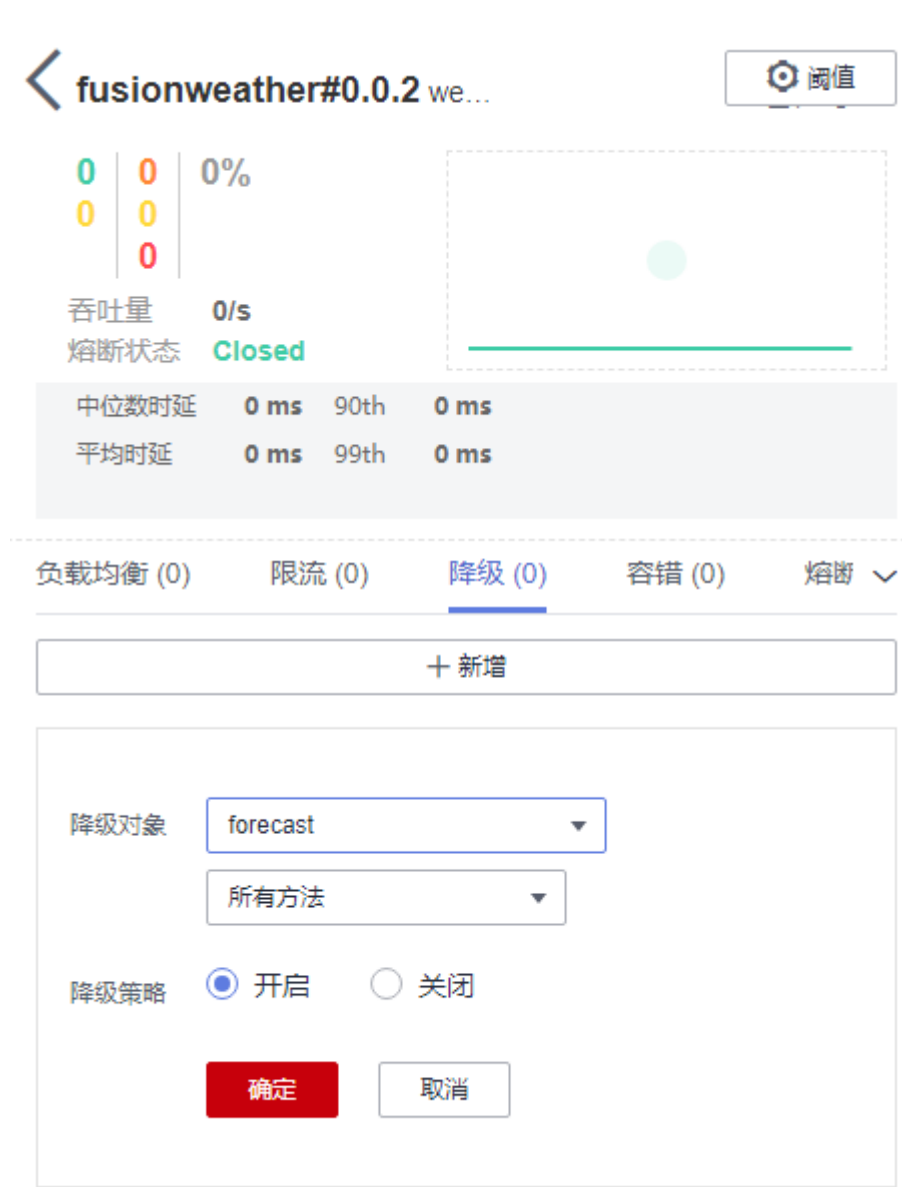 fusionweather#0.0.2 we... 阈值
0 0 0%
0 0
0
吞吐量 0/s
熔断状态 Closed
中位数时延 0 ms 90th 0 ms
平均时延 0 ms 99th 0 ms
负载均衡 (0) 限流 (0) 降级 (0) 容错 (0) 熔断
新增
降级对象 forecast
所有方法
降级策略 开启 关闭
确定 取消